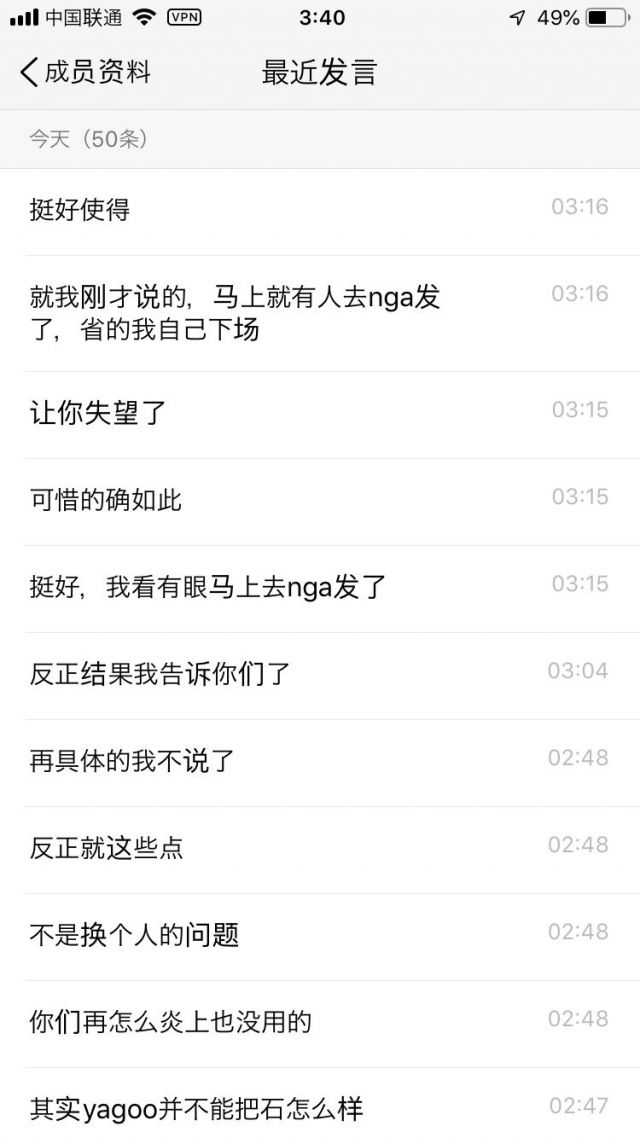 中国联通 VPN 3:40 49%
成员资料 最近发言
今天（50条）
挺好使得 03:16
就我刚才说的，马上就有人去nga发 03:16
了，省的我自己下场
让你失望了 03:15
可惜的确如此 03:15
挺好，我看有眼马上去nga发了 03:15
反正结果我告诉你们了 03:04
再具体的我不说了 02:48
反正就这些点 02:48
不是换个人的问题 02:48
你们再怎么炎上也没用的 02:48
其实yagoo并不能把石怎么样 02:47